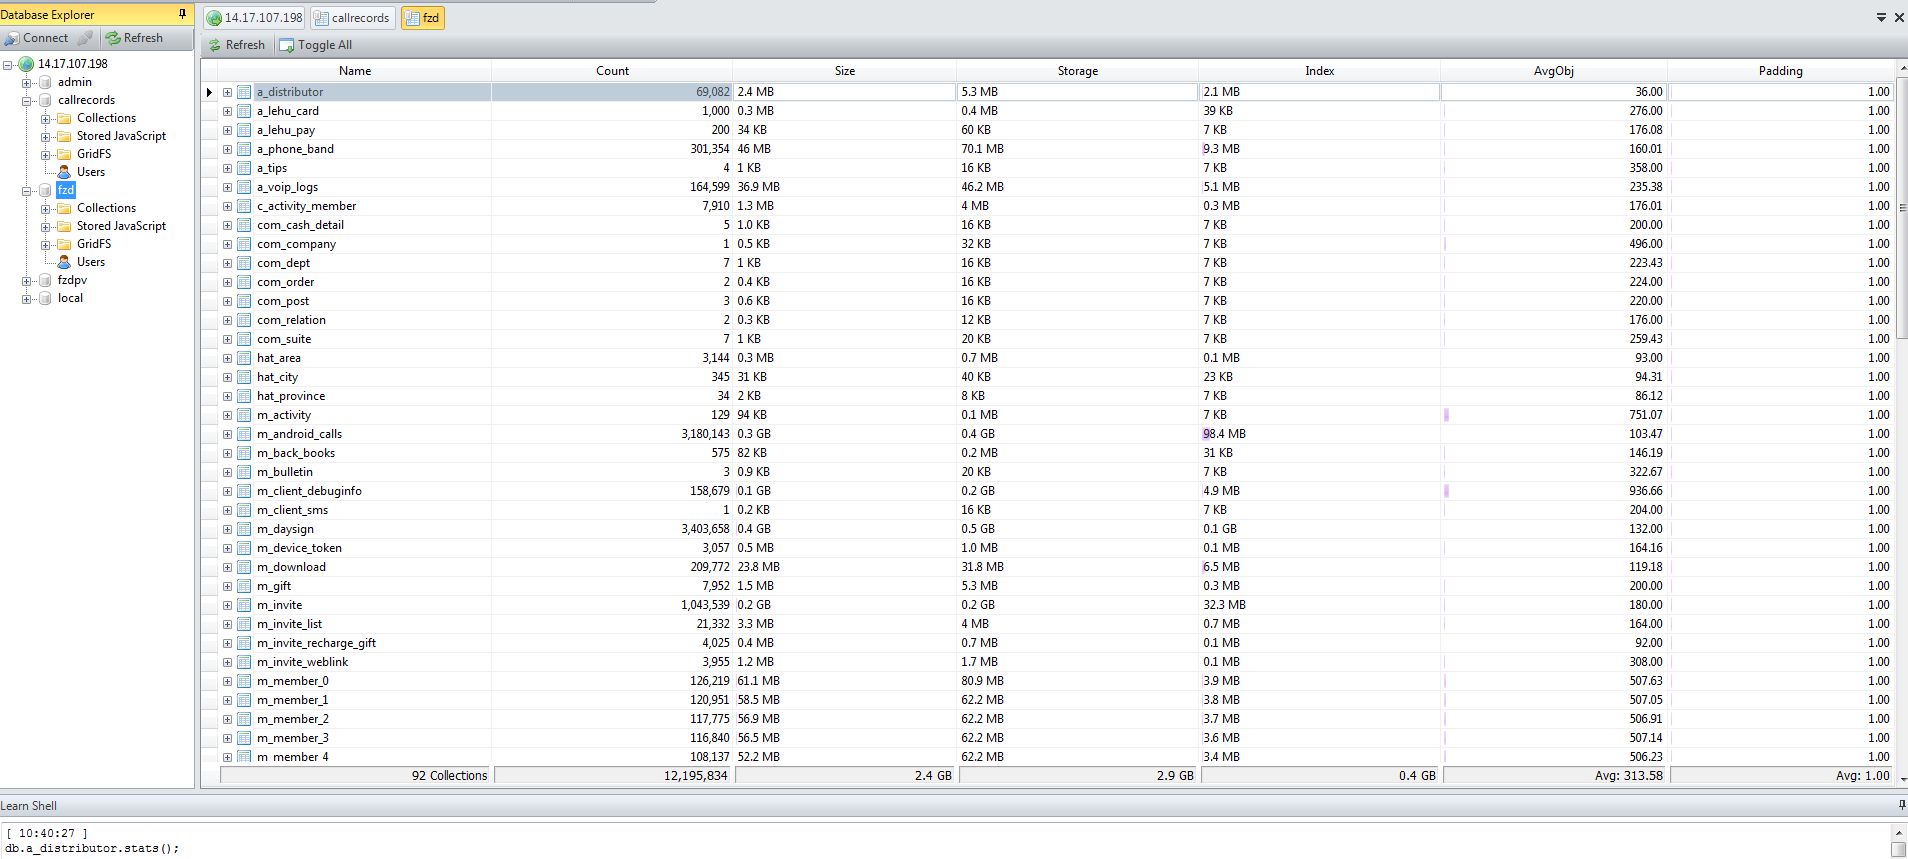 Database Explorer
Connect Refresh
14.17.107.198
admin
callrecords
Collections
Stored JavaScript
GridFS
Users
fzd
Collections
Stored JavaScript
GridFS
Users
fzdpv
local
14.17.107.198 callrecords fzd
Refresh Toggle All
Name Count Size Storage Index AvgObj Padding
a_distributor 69,082 2.4 MB 5.3 MB 2.1 MB 36.00 1.00
a_lehu_card 1,000 0.3 MB 0.4 MB 39 KB 276.00 1.00
a_lehu_pay 200 34 KB 60 KB 7 KB 176.08 1.00
a_phone_band 301,354 46 MB 70.1 MB 9.3 MB 160.01 1.00
a_tips 4 1 KB 16 KB 7 KB 358.00 1.00
a_voip_logs 164,599 36.9 MB 46.2 MB 5.1 MB 235.38 1.00
c_activity_member 7,910 1.3 MB 4 MB 0.3 MB 176.01 1.00
com_cash_detail 5 1.0 KB 16 KB 7 KB 200.00 1.00
com_company 1 0.5 KB 32 KB 7 KB 496.00 1.00
com_dept 7 1 KB 16 KB 7 KB 223.43 1.00
com_order 2 0.4 KB 16 KB 7 KB 224.00 1.00
com_post 3 0.6 KB 16 KB 7 KB 220.00 1.00
com_relation 2 0.3 KB 12 KB 7 KB 176.00 1.00
com_suite 7 1 KB 20 KB 7 KB 259.43 1.00
hat_area 3,144 0.3 MB 0.7 MB 0.1 MB 93.00 1.00
hat_city 345 31 KB 40 KB 23 KB 94.31 1.00
hat_province 34 2 KB 8 KB 7 KB 86.12 1.00
m_activity 129 94 KB 0.1 MB 7 KB 751.07 1.00
m_android_calls 3,180,143 0.3 GB 0.4 GB 98.4 MB 103.47 1.00
m_back_books 575 82 KB 0.2 MB 31 KB 146.19 1.00
m_bulletin 3 0.9 KB 20 KB 7 KB 322.67 1.00
m_client_debuginfo 158,679 0.1 GB 0.2 GB 4.9 MB 936.66 1.00
m_client_sms 1 0.2 KB 16 KB 7 KB 204.00 1.00
m_daysign 3,403,658 0.4 GB 0.5 GB 0.1 GB 132.00 1.00
m_device_token 3,057 0.5 MB 1.0 MB 0.1 MB 164.16 1.00
m_download 209,772 23.8 MB 31.8 MB 6.5 MB 119.18 1.00
m_gift 7,952 1.5 MB 5.3 MB 0.3 MB 200.00 1.00
m_invite 1,043,539 0.2 GB 0.2 GB 32.3 MB 180.00 1.00
m_invite_list 21,332 3.3 MB 4 MB 0.7 MB 164.00 1.00
m_invite_recharge_gift 4,025 0.4 MB 0.7 MB 0.1 MB 92.00 1.00
m_invite_weblink 3,955 1.2 MB 1.7 MB 0.1 MB 308.00 1.00
m_member_0 126,219 61.1 MB 80.9 MB 3.9 MB 507.63 1.00
m_member_1 120,951 58.5 MB 62.2 MB 3.8 MB 507.05 1.00
m_member_2 117,775 56.9 MB 62.2 MB 3.7 MB 506.91 1.00
m_member_3 116,840 56.5 MB 62.2 MB 3.6 MB 507.14 1.00
m_member_4 108,137 52.2 MB 62.2 MB 3.4 MB 506.23 1.00
92 Collections 12,195,834 2.4 GB 2.9 GB 0.4 GB Avg: 313.58 Avg: 1.00
Learn Shell
[ 10:40:27 ]
db.a_distributor.stats();